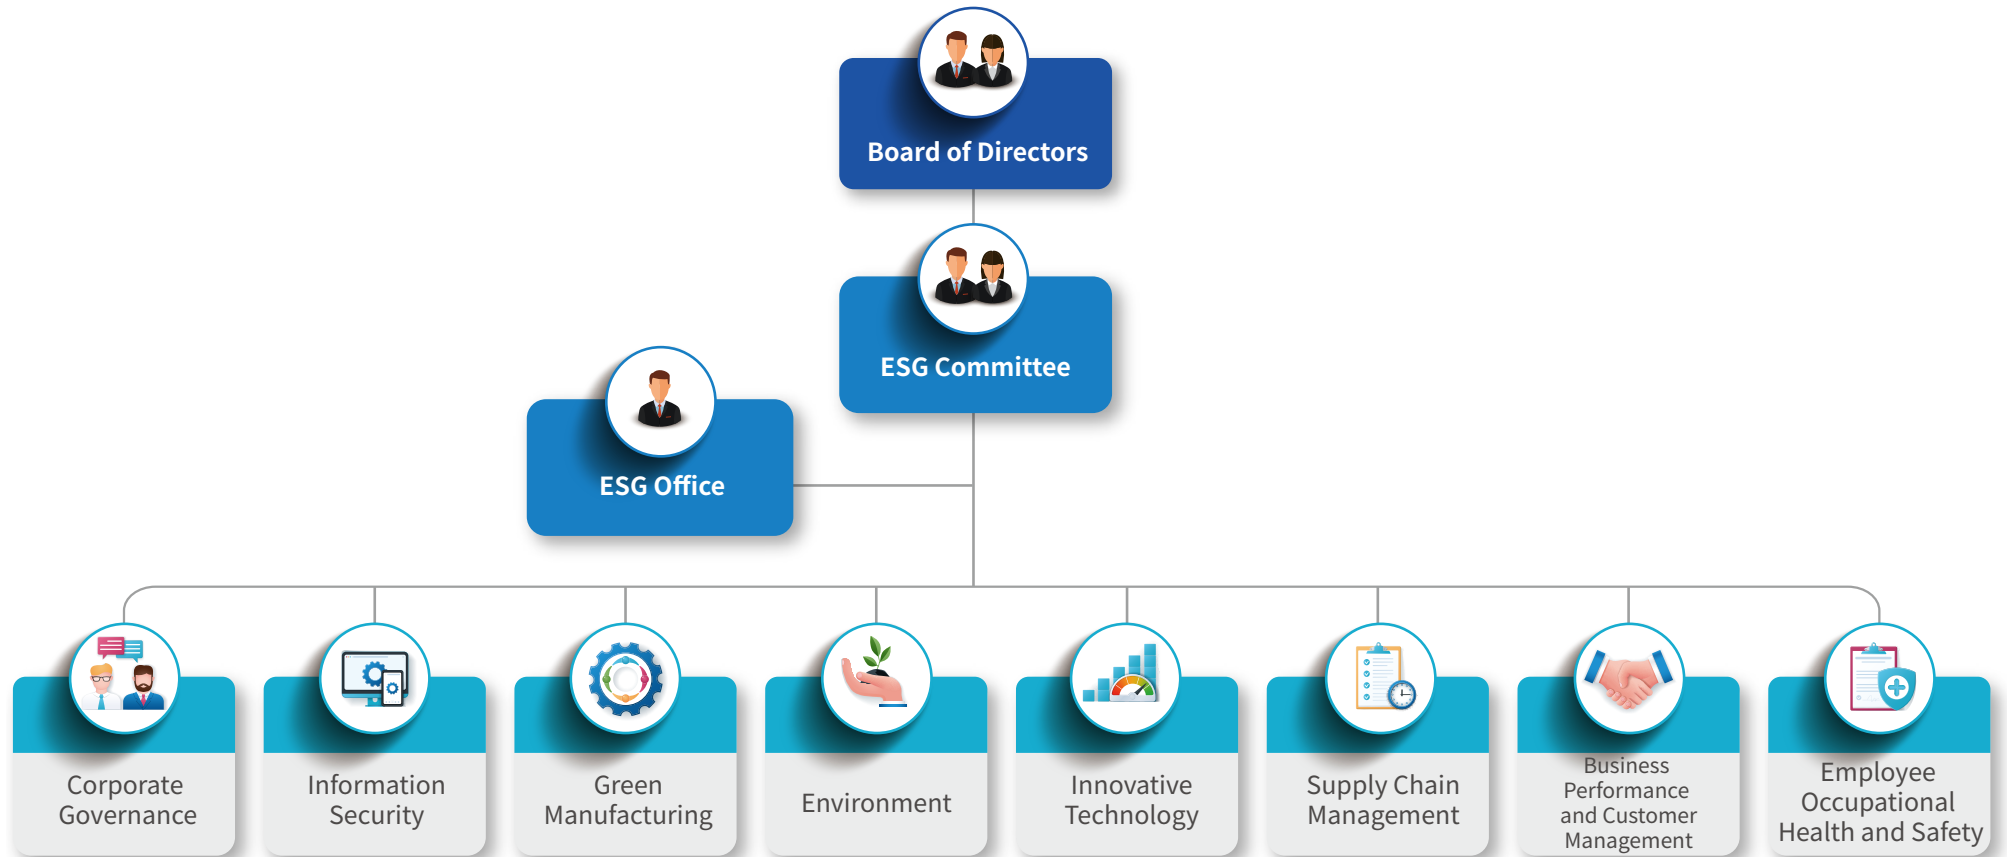 Board of Directors
ESG Committee
ESG Office
Corporate
Governance
Information
Security
Green
Manufacturing
Environment
Innovative
Technology
Supply Chain
Management
Business
Performance
and Customer
Management
Employee
Occupational
Health and Safety